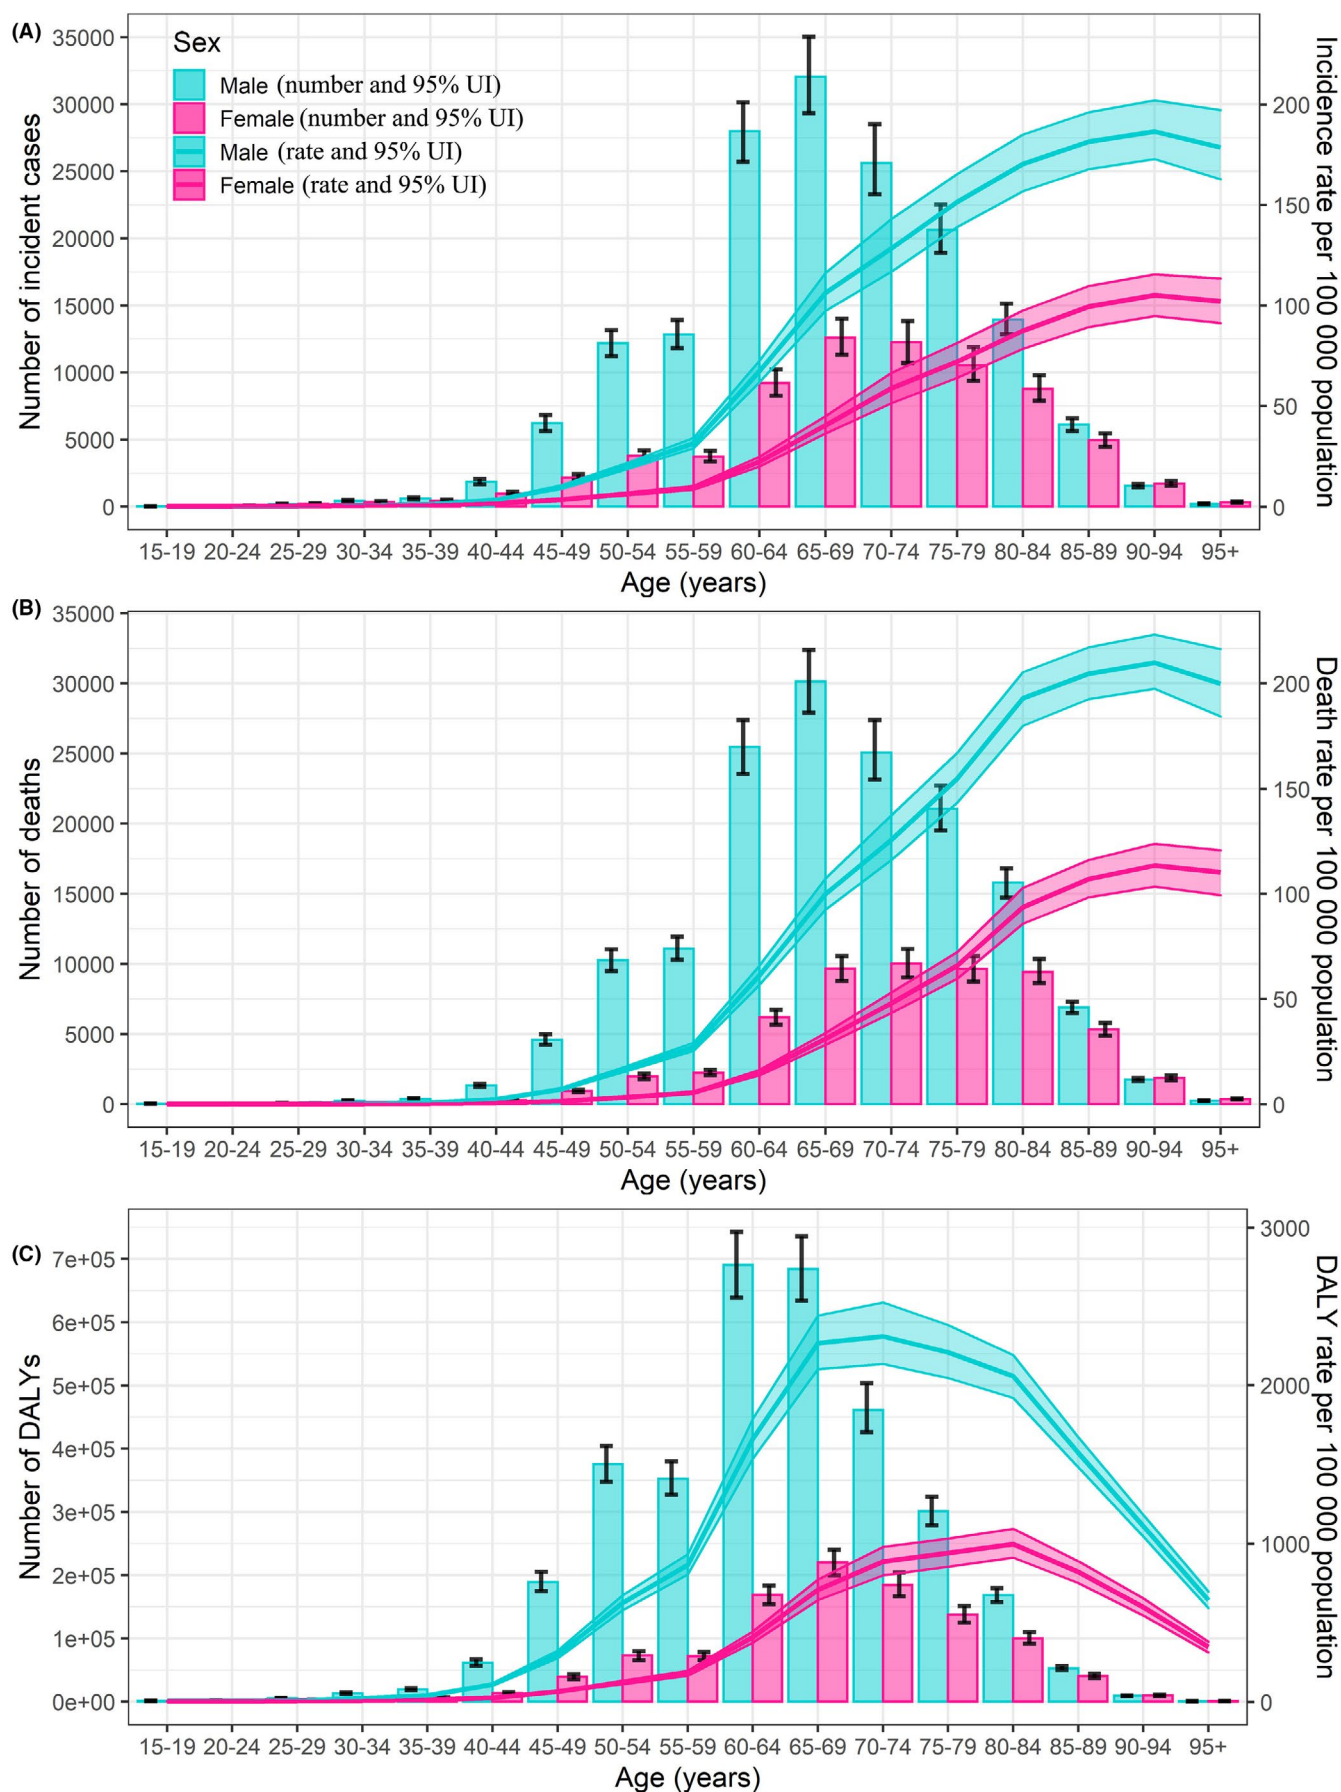 (A)
Sex
Male (number and 95% UI)
Female (number and 95% UI)
Male (rate and 95% UI)
Female (rate and 95% UI)
Number of incident cases
35000
30000
25000
20000
15000
10000
5000
0
200
150
100
50
0
Incidence rate per 100 000 population
15-19 20-24 25-29 30-34 35-39 40-44 45-49 50-54 55-59 60-64 65-69 70-74 75-79 80-84 85-89 90-94 95+
Age (years)
(B)
Number of deaths
35000
30000
25000
20000
15000
10000
5000
0
200
150
100
50
0
Death rate per 100 000 population
15-19 20-24 25-29 30-34 35-39 40-44 45-49 50-54 55-59 60-64 65-69 70-74 75-79 80-84 85-89 90-94 95+
Age (years)
(C)
Number of DALYs
7e+05
6e+05
5e+05
4e+05
3e+05
2e+05
1e+05
0e+00
3000
2000
1000
0
DALY rate per 100 000 population
15-19 20-24 25-29 30-34 35-39 40-44 45-49 50-54 55-59 60-64 65-69 70-74 75-79 80-84 85-89 90-94 95+
Age (years)